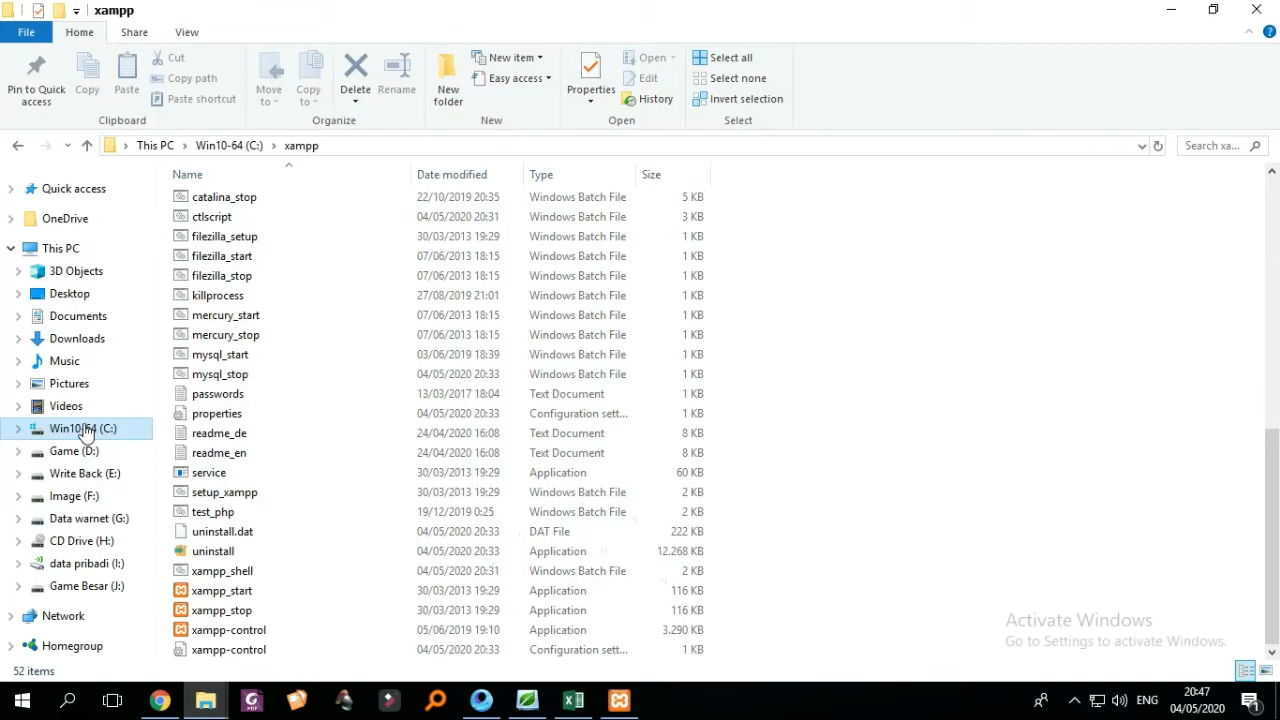 xampp
File Home Share View
Pin to Quick access
Copy
Paste
Cut
Copy path
Paste shortcut
Clipboard
Move to
Copy to
Delete
Rename
Organize
New folder
New item
Easy access
New
Properties
Open
Edit
History
Open
Select all
Select none
Invert selection
Select
This PC Win10-64 (C:) xampp
Search xa...
Quick access
OneDrive
This PC
3D Objects
Desktop
Documents
Downloads
Music
Pictures
Videos
Win10-64 (C:)
Game (D:)
Write Back (E:)
Image (F:)
Data warnet (G:)
CD Drive (H:)
data pribadi (I:)
Game Besar (J:)
Network
Homegroup
Name Date modified Type Size
catalina_stop 22/10/2019 20:35 Windows Batch File 5 KB
ctlscript 04/05/2020 20:31 Windows Batch File 3 KB
filezilla_setup 30/03/2013 19:29 Windows Batch File 1 KB
filezilla_start 07/06/2013 18:15 Windows Batch File 1 KB
filezilla_stop 07/06/2013 18:15 Windows Batch File 1 KB
killprocess 27/08/2019 21:01 Windows Batch File 1 KB
mercury_start 07/06/2013 18:15 Windows Batch File 1 KB
mercury_stop 07/06/2013 18:15 Windows Batch File 1 KB
mysql_start 03/06/2019 18:39 Windows Batch File 1 KB
mysql_stop 04/05/2020 20:33 Windows Batch File 1 KB
passwords 13/03/2017 18:04 Text Document 1 KB
properties 04/05/2020 20:33 Configuration sett... 1 KB
readme_de 24/04/2020 16:08 Text Document 8 KB
readme_en 24/04/2020 16:08 Text Document 8 KB
service 30/03/2013 19:29 Application 60 KB
setup_xampp 30/03/2013 19:29 Windows Batch File 2 KB
test_php 19/12/2019 0:25 Windows Batch File 2 KB
uninstall.dat 04/05/2020 20:33 DAT File 222 KB
uninstall 04/05/2020 20:33 Application 12.268 KB
xampp_shell 04/05/2020 20:31 Windows Batch File 2 KB
xampp_start 30/03/2013 19:29 Application 116 KB
xampp_stop 30/03/2013 19:29 Application 116 KB
xampp-control 05/06/2019 19:10 Application 3.290 KB
xampp-control 04/05/2020 20:33 Configuration sett... 1 KB
Activate Windows
Go to Settings to activate Windows.
52 items
ENG
20:47
04/05/2020
1